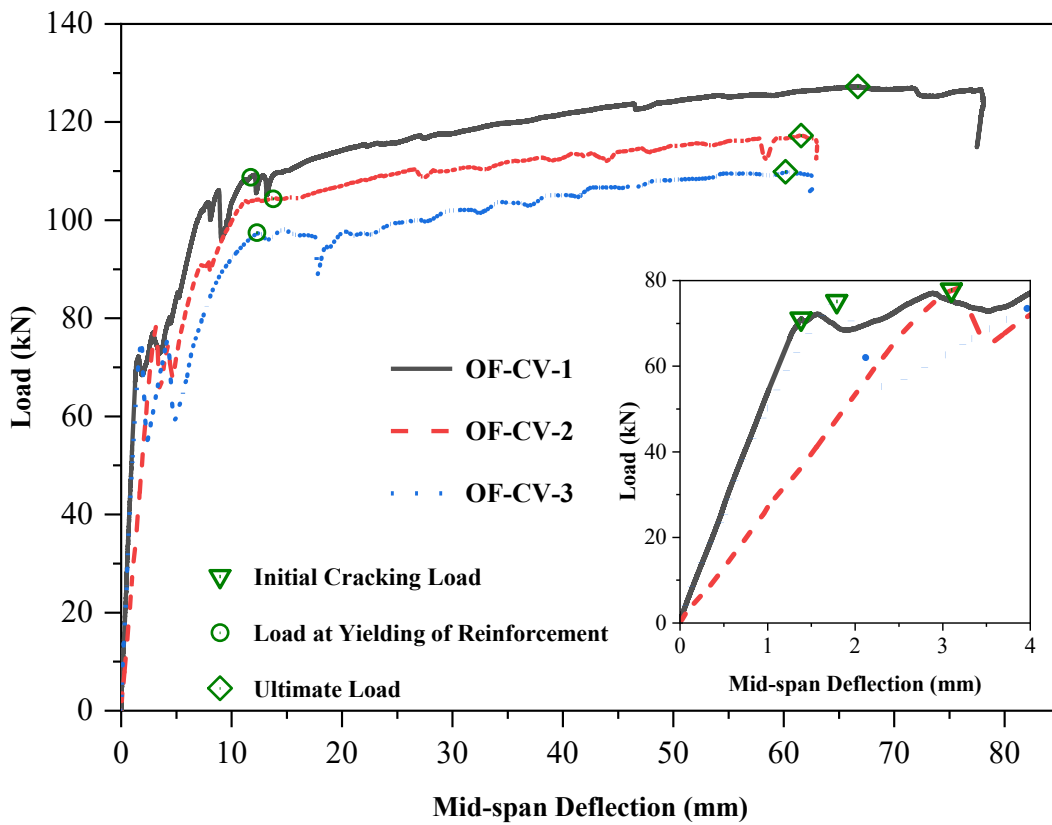 140
120
100
80
60
40
20
0
Load (kN)
0 10 20 30 40 50 60 70 80
Mid-span Deflection (mm)
OF-CV-1
OF-CV-2
OF-CV-3
Initial Cracking Load
Load at Yielding of Reinforcement
Ultimate Load
80
60
40
20
0
Load (kN)
0 1 2 3 4
Mid-span Deflection (mm)